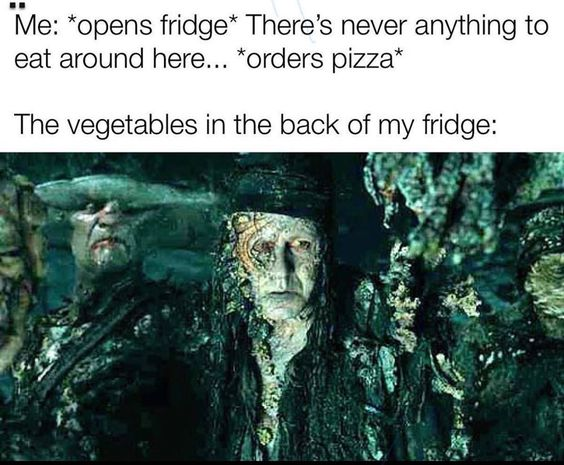 Me: *opens fridge* There’s never anything to
eat around here... *orders pizza*
The vegetables in the back of my fridge: